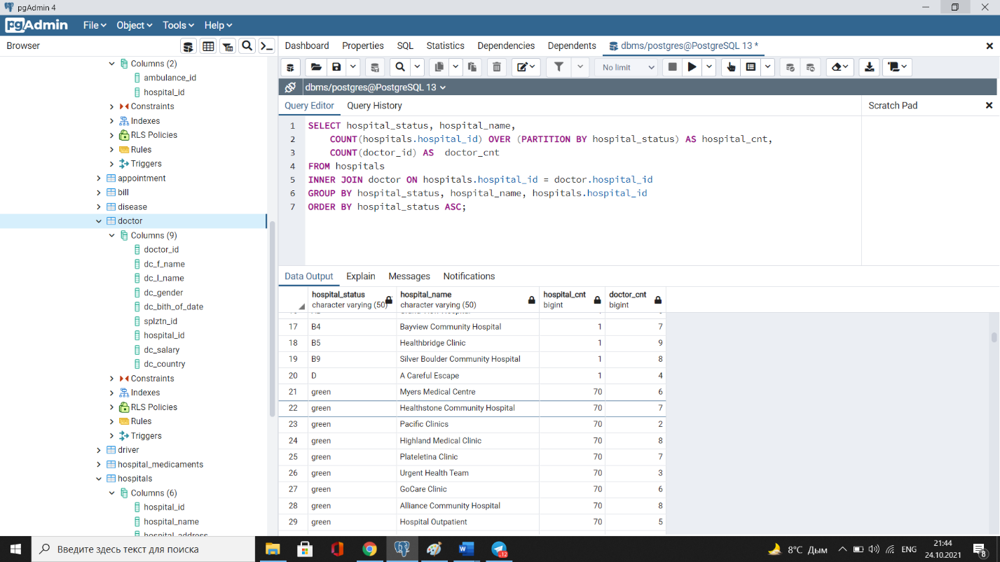 pgAdmin 4
pgAdmin File Object Tools Help
Browser
Dashboard Properties SQL Statistics Dependencies Dependents dbms/postgres@PostgreSQL 13 *
No limit
dbms/postgres@PostgreSQL 13
Query Editor Query History
Scratch Pad
Columns (2)
ambulance_id
hospital_id
Constraints
Indexes
RLS Policies
Rules
Triggers
appointment
bill
disease
doctor
Columns (9)
doctor_id
dc_f_name
dc_l_name
dc_gender
dc_bith_of_date
splztn_id
hospital_id
dc_salary
dc_country
Constraints
Indexes
RLS Policies
Rules
Triggers
driver
hospital_medicaments
hospitals
Columns (6)
hospital_id
hospital_name
hospital_address
1 SELECT hospital_status, hospital_name,
2 COUNT(hospitals.hospital_id) OVER (PARTITION BY hospital_status) AS hospital_cnt,
3 COUNT(doctor_id) AS doctor_cnt
4 FROM hospitals
5 INNER JOIN doctor ON hospitals.hospital_id = doctor.hospital_id
6 GROUP BY hospital_status, hospital_name, hospitals.hospital_id
7 ORDER BY hospital_status ASC;
Data Output Explain Messages Notifications
hospital_status hospital_name hospital_cnt doctor_cnt
character varying (50) character varying (50) bigint bigint
17 B4 Bayview Community Hospital 1 7
18 B5 Healthbridge Clinic 1 9
19 B9 Silver Boulder Community Hospital 1 8
20 D A Careful Escape 1 4
21 green Myers Medical Centre 70 6
22 green Healthstone Community Hospital 70 7
23 green Pacific Clinics 70 2
24 green Highland Medical Clinic 70 8
25 green Plateletina Clinic 70 7
26 green Urgent Health Team 70 3
27 green GoCare Clinic 70 6
28 green Alliance Community Hospital 70 8
29 green Hospital Outpatient 70 5
Введите здесь текст для поиска
12
8°C Дым
ENG
21:44
24.10.2021
8